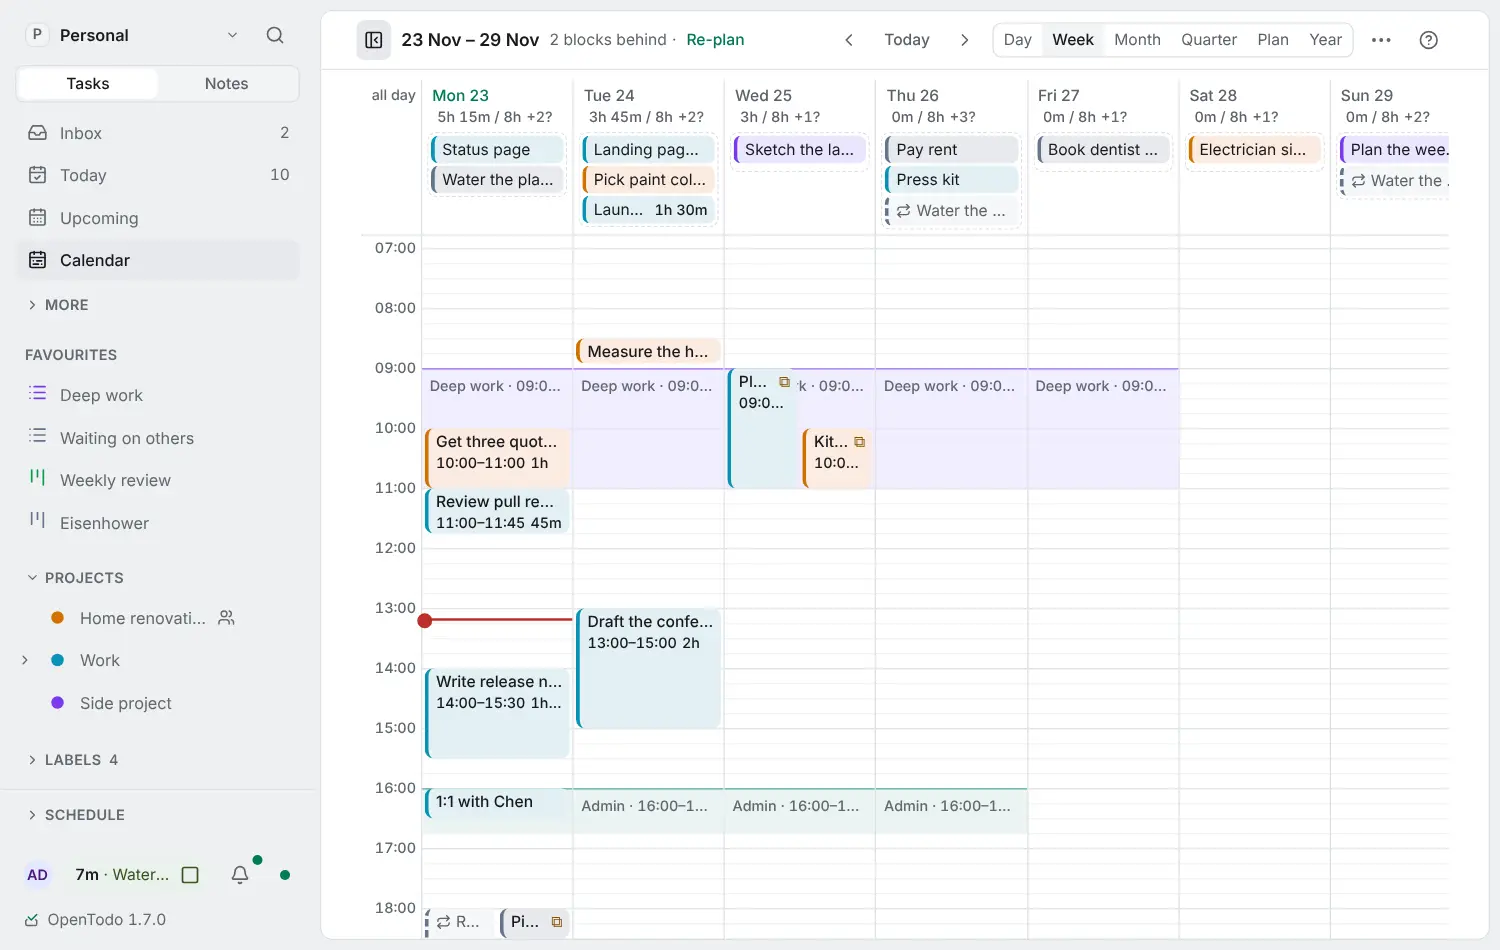 P Personal
Tasks Notes
Inbox 2
Today 10
Upcoming
Calendar
MORE
FAVOURITES
Deep work
Waiting on others
Weekly review
Eisenhower
PROJECTS
Home renovati...
Work
Side project
LABELS 4
SCHEDULE
AD 7m · Water...
OpenTodo 1.7.0
23 Nov – 29 Nov 2 blocks behind · Re-plan
Today
Day Week Month Quarter Plan Year
all day
Mon 23 Tue 24 Wed 25 Thu 26 Fri 27 Sat 28 Sun 29
5h 15m / 8h +2? 3h 45m / 8h +2? 3h / 8h +1? 0m / 8h +3? 0m / 8h +1? 0m / 8h +1? 0m / 8h +2?
Status page Landing pag... Sketch the la... Pay rent Book dentist ... Electrician si... Plan the wee.
Water the pla... Pick paint col... Press kit Water the .
Laun... 1h 30m Water the ...
07:00
08:00
Measure the h...
09:00
Deep work · 09:0... Deep work · 09:0... Pl... k · 09:0... Deep work · 09:0... Deep work · 09:0...
09:0...
10:00
Get three quot... Kit...
10:00–11:00 1h 10:0...
11:00
Review pull re...
11:00–11:45 45m
12:00
13:00
Draft the confe...
13:00–15:00 2h
14:00
Write release n...
14:00–15:30 1h...
15:00
16:00
1:1 with Chen Admin · 16:00–1... Admin · 16:00–1... Admin · 16:00–1...
17:00
18:00
R... Pi...